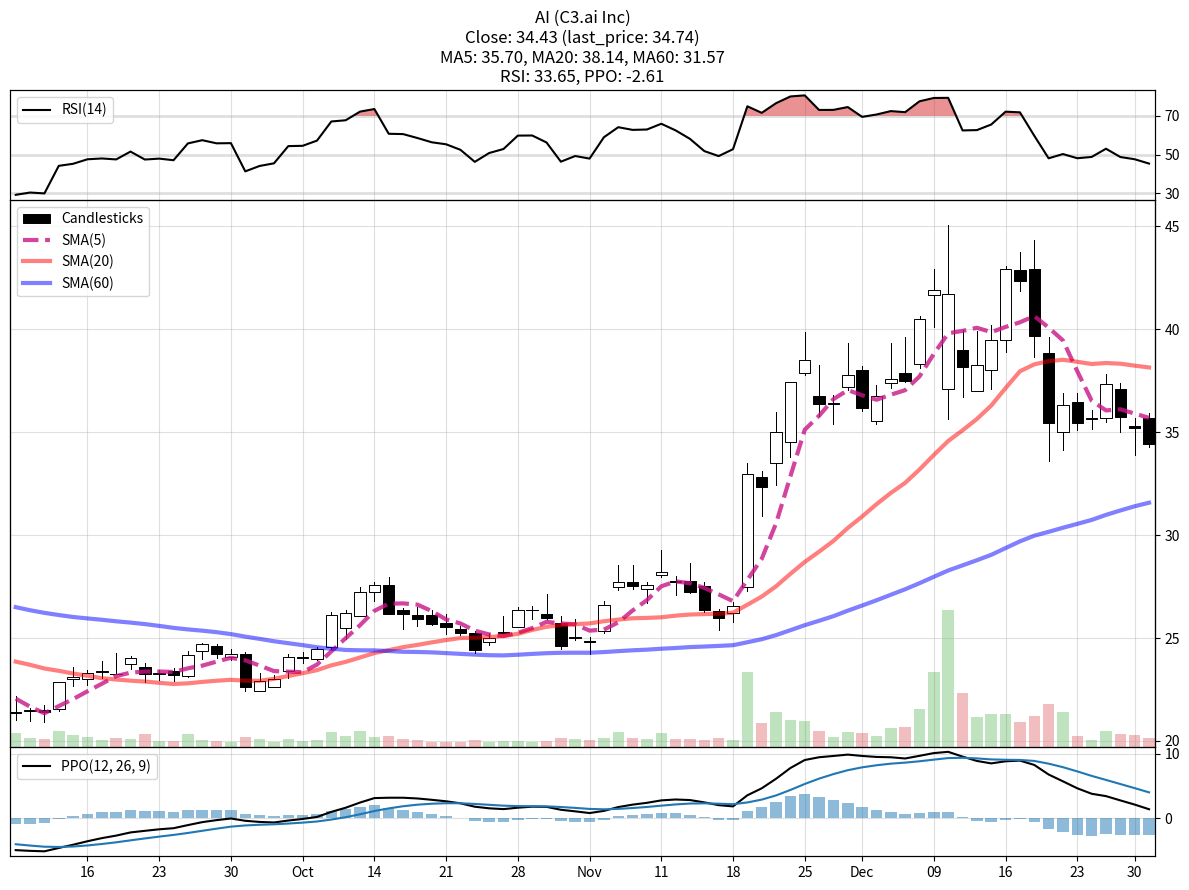 AI (C3.ai Inc)
Close: 34.43 (last_price: 34.74)
MA5: 35.70, MA20: 38.14, MA60: 31.57
RSI: 33.65, PPO: -2.61
RSI(14)
70
50
30
Candlesticks
SMA(5)
SMA(20)
SMA(60)
45
40
35
30
25
20
PPO(12, 26, 9)
10
0
16 23 30 Oct 14 21 28 Nov 11 18 25 Dec 09 16 23 30